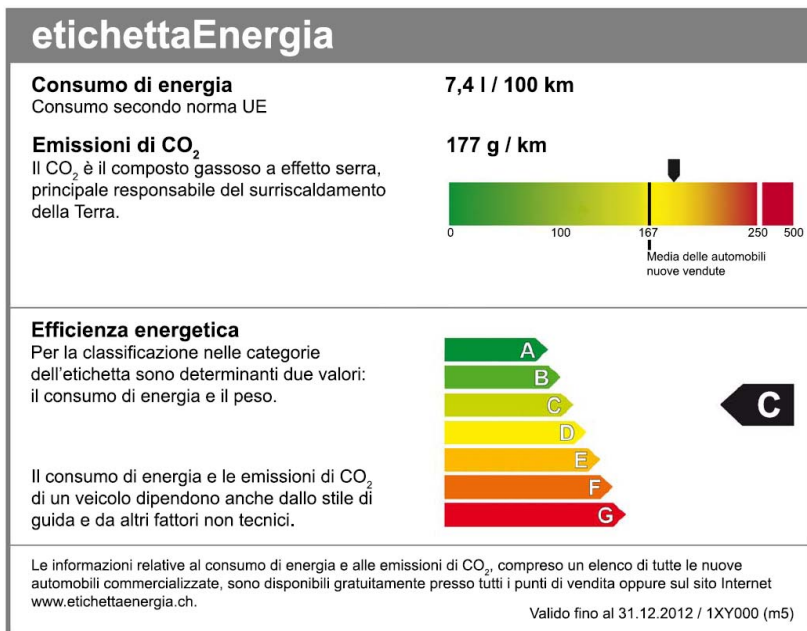 etichettaEnergia
Consumo di energia 7,4 l / 100 km
Consumo secondo norma UE
Emissioni di CO2 177 g / km
Il CO2 è il composto gassoso a effetto serra,
principale responsabile del surriscaldamento
della Terra.
0 100 167 250 500
Media delle automobili
nuove vendute
Efficienza energetica
Per la classificazione nelle categorie
dell'etichetta sono determinanti due valori:
il consumo di energia e il peso.
Il consumo di energia e le emissioni di CO2
di un veicolo dipendono anche dallo stile di
guida e da altri fattori non tecnici.
A
B
C
D
E
F
G
C
Le informazioni relative al consumo di energia e alle emissioni di CO2, compreso un elenco di tutte le nuove
automobili commercializzate, sono disponibili gratuitamente presso tutti i punti di vendita oppure sul sito Internet
www.etichettaenergia.ch.
Valido fino al 31.12.2012 / 1XY000 (m5)